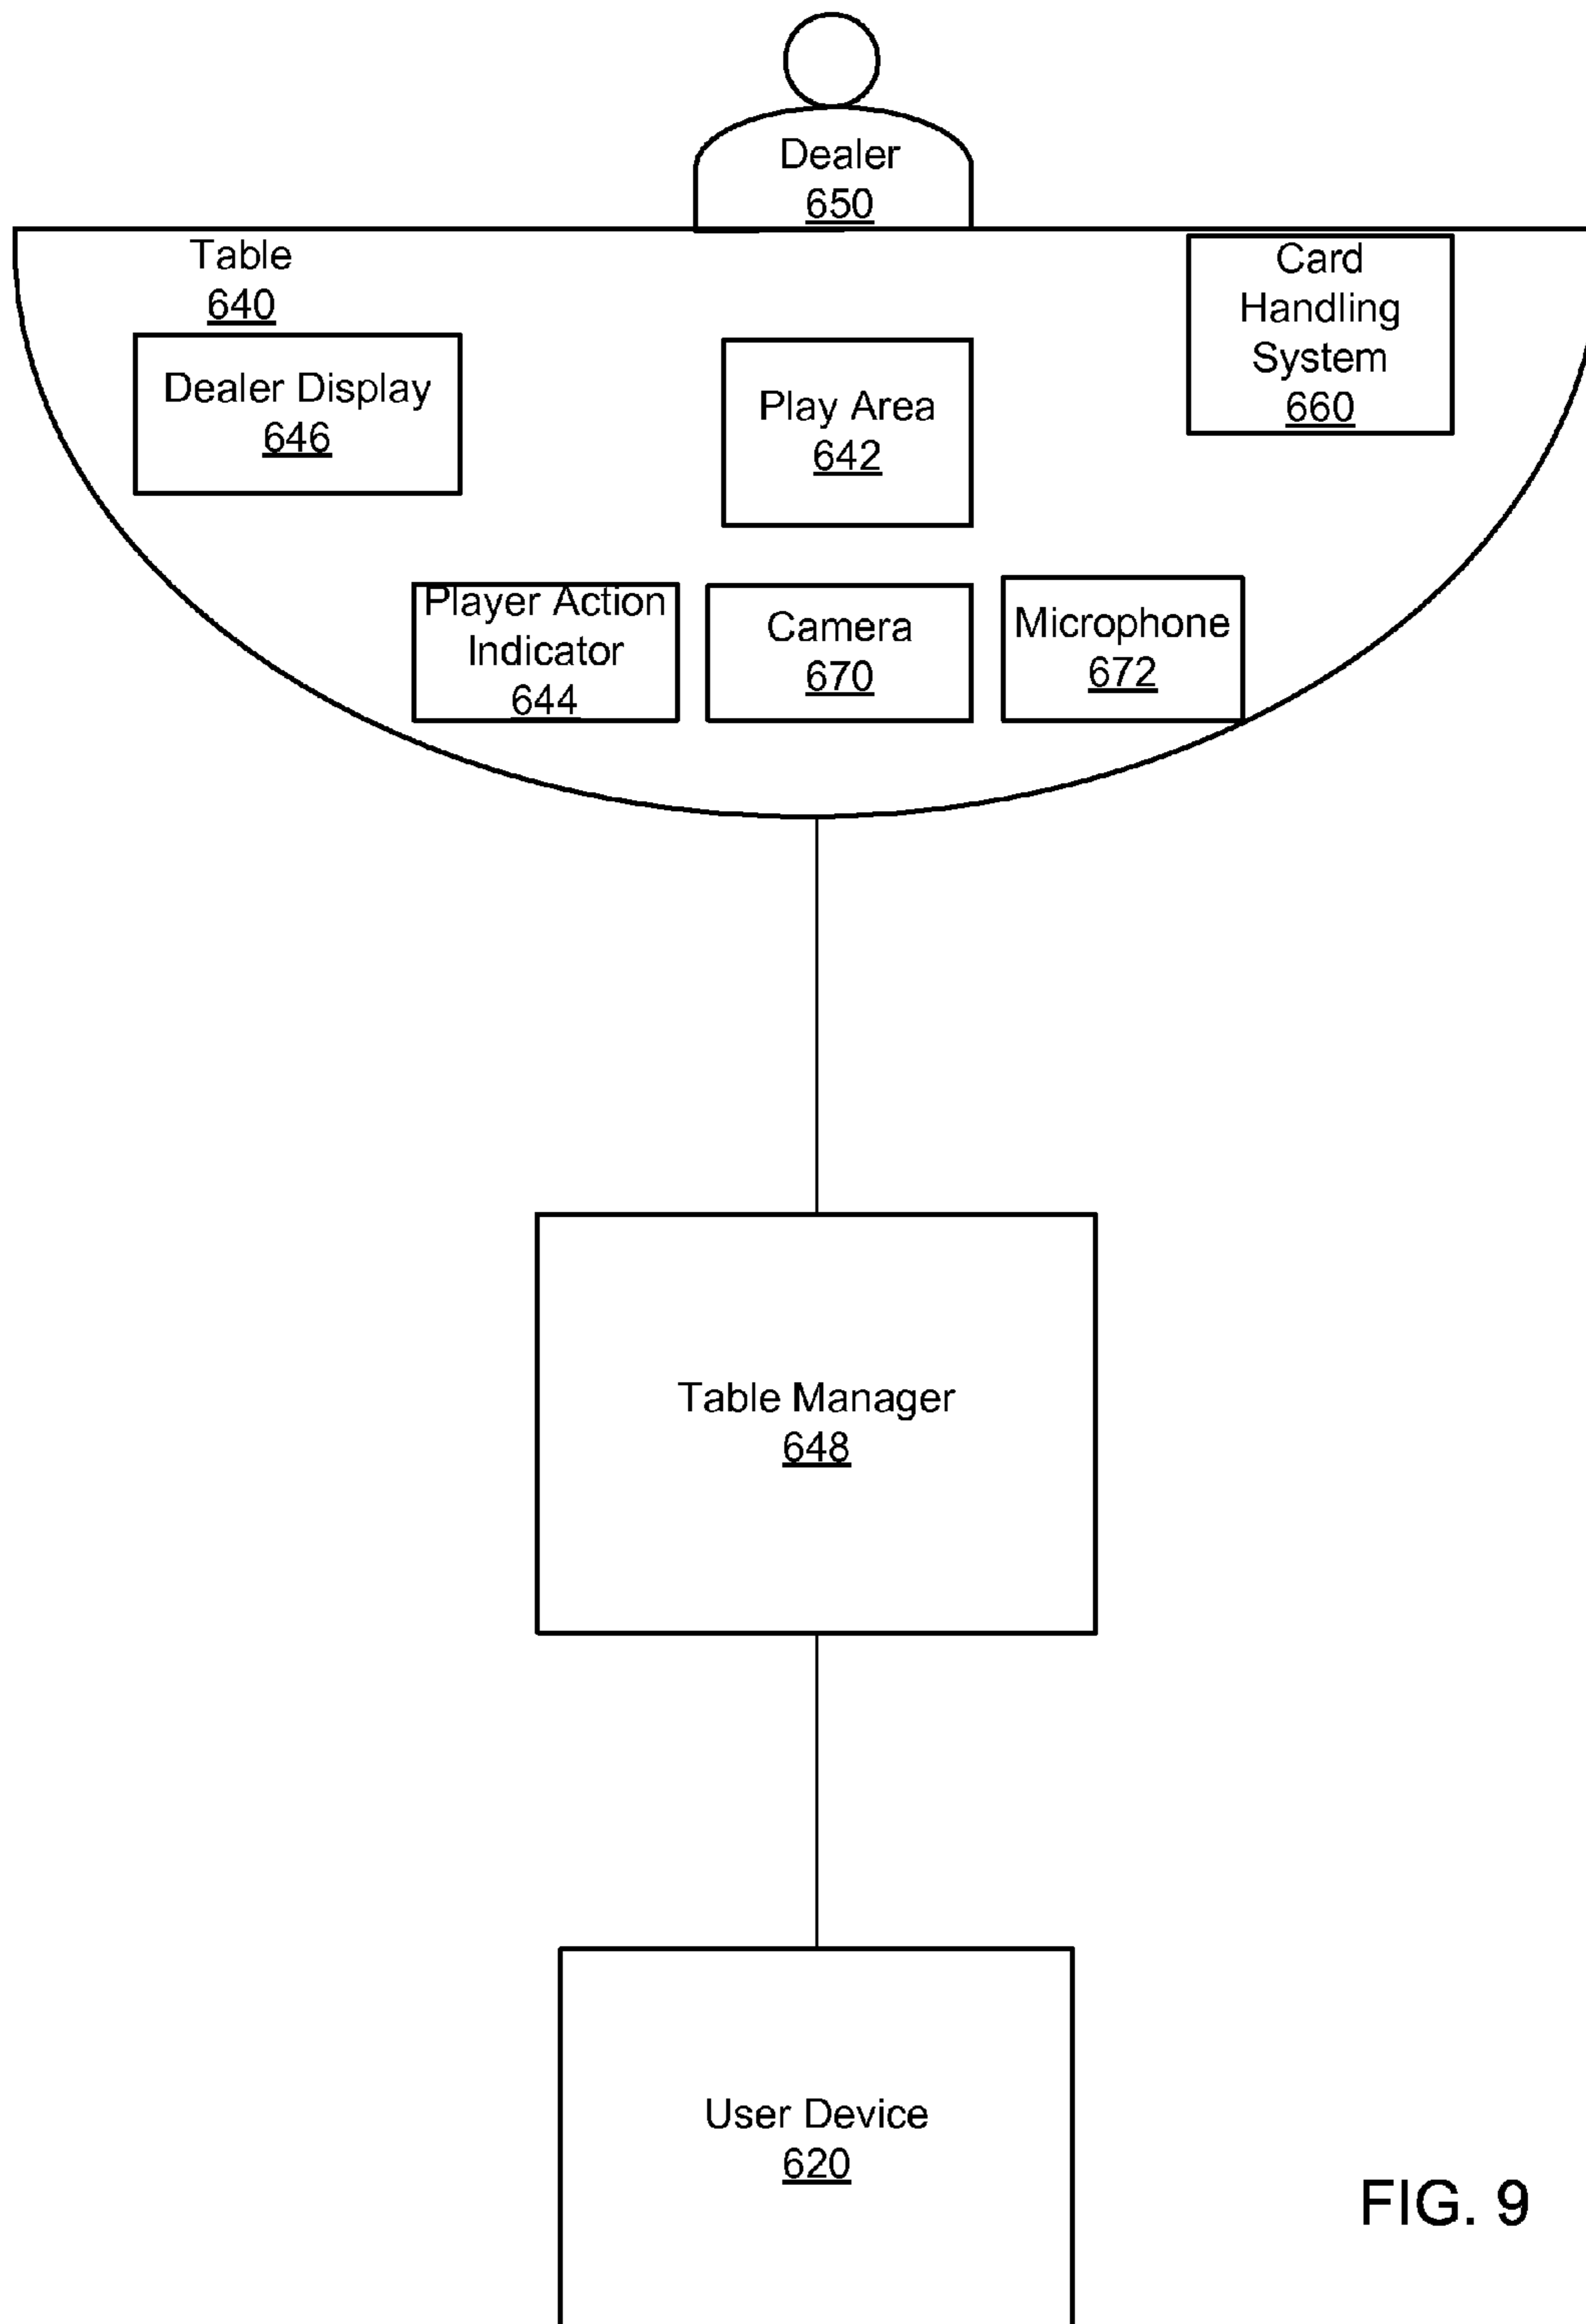 Dealer
650
Table
640
Card
Handling
System
660
Dealer Display
646
Play Area
642
Player Action
Indicator
644
Camera
670
Microphone
672
Table Manager
648
User Device
620
FIG. 9